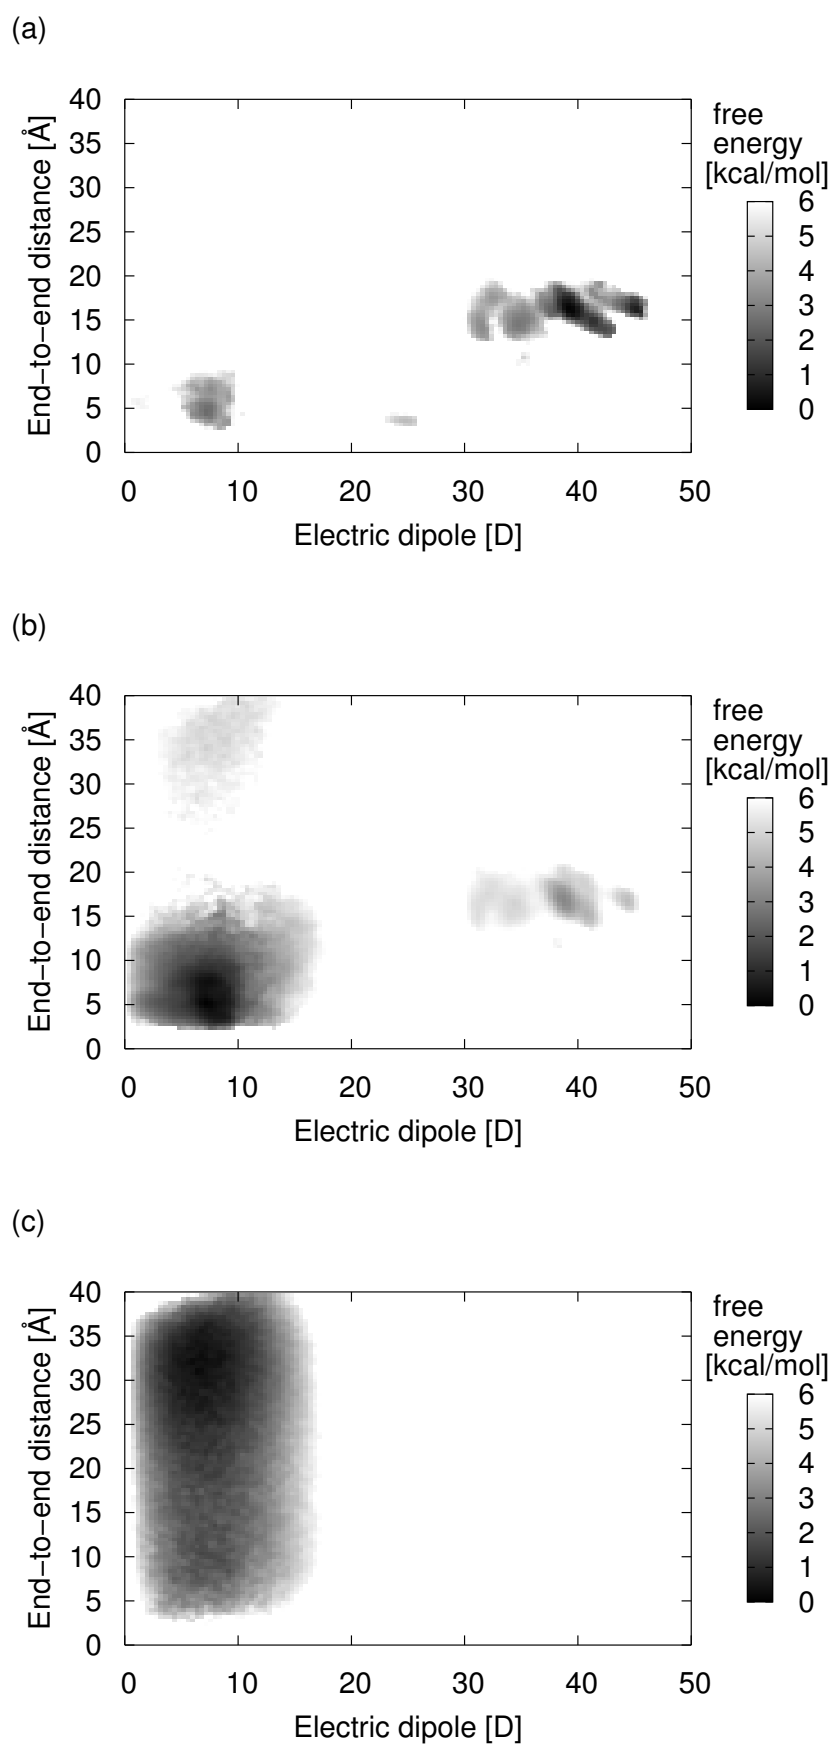 (a)
40
35
30
25
20
15
10
5
0
End−to−end distance [Å]
0 10 20 30 40 50
Electric dipole [D]
free
energy
[kcal/mol]
6
5
4
3
2
1
0
(b)
40
35
30
25
20
15
10
5
0
End−to−end distance [Å]
0 10 20 30 40 50
Electric dipole [D]
free
energy
[kcal/mol]
6
5
4
3
2
1
0
(c)
40
35
30
25
20
15
10
5
0
End−to−end distance [Å]
0 10 20 30 40 50
Electric dipole [D]
free
energy
[kcal/mol]
6
5
4
3
2
1
0